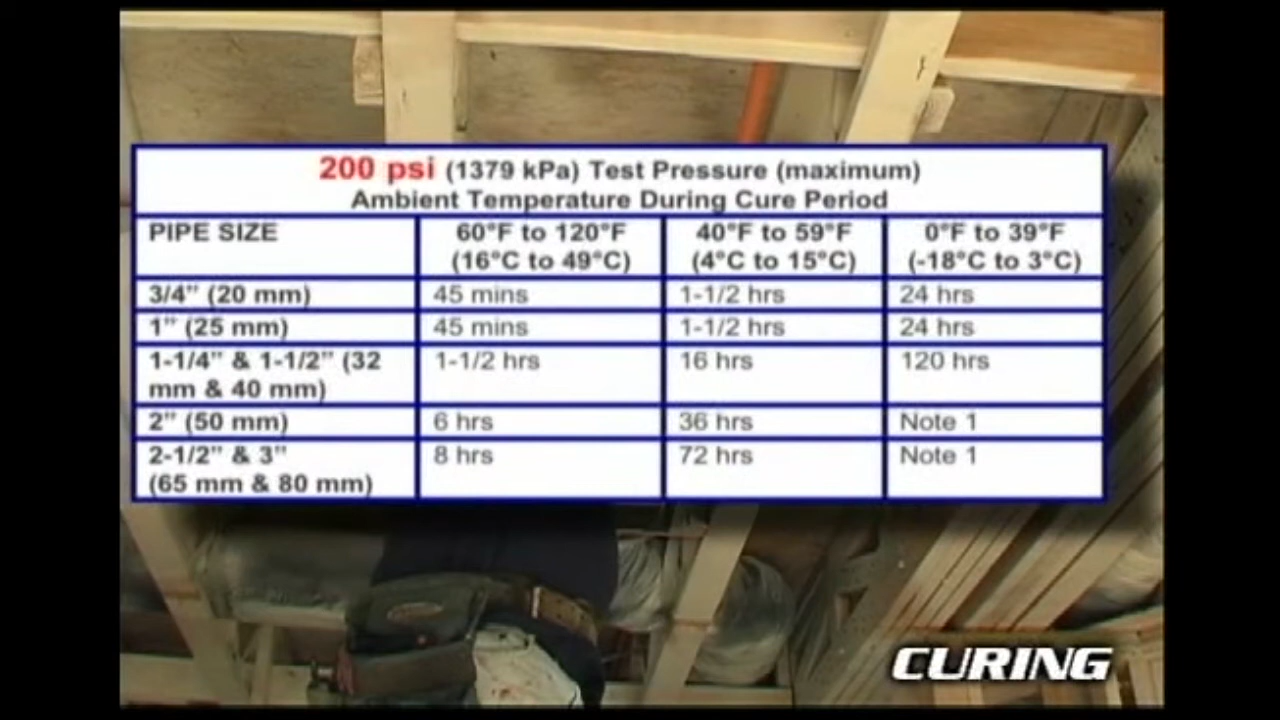 200 psi (1379 kPa) Test Pressure (maximum)
Ambient Temperature During Cure Period
PIPE SIZE
60°F to 120°F
(16°C to 49°C)
40°F to 59°F
(4°C to 15°C)
0°F to 39°F
(-18°C to 3°C)
3/4” (20 mm)
45 mins
1-1/2 hrs
24 hrs
1” (25 mm)
45 mins
1-1/2 hrs
24 hrs
1-1/4” & 1-1/2” (32
mm & 40 mm)
1-1/2 hrs
16 hrs
120 hrs
2” (50 mm)
6 hrs
36 hrs
Note 1
2-1/2” & 3”
(65 mm & 80 mm)
8 hrs
72 hrs
Note 1
CURING